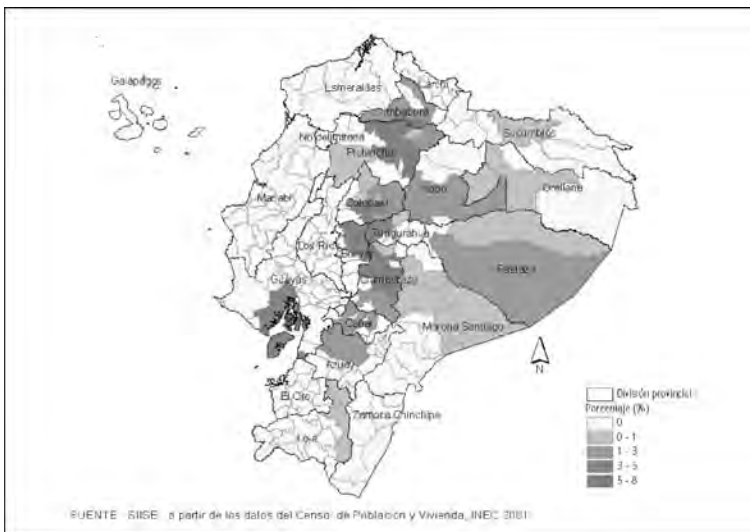 Galápagos
Esmeraldas
Carchi
Imbabura
Sucumbíos
Pichincha
Napo
Orellana
Manabí
Cotopaxi
Tungurahua
Los Ríos
Bolívar
Pastaza
Guayas
Chimborazo
Cañar
Morona Santiago
Azuay
N
El Oro
Zamora Chinchipe
Loja
División provincial
Porcentaje (%)
0
0 - 1
1 - 3
3 - 5
5 - 8
FUENTE: SIISE, a partir de los datos del Censo de Población y Vivienda, INEC 2001